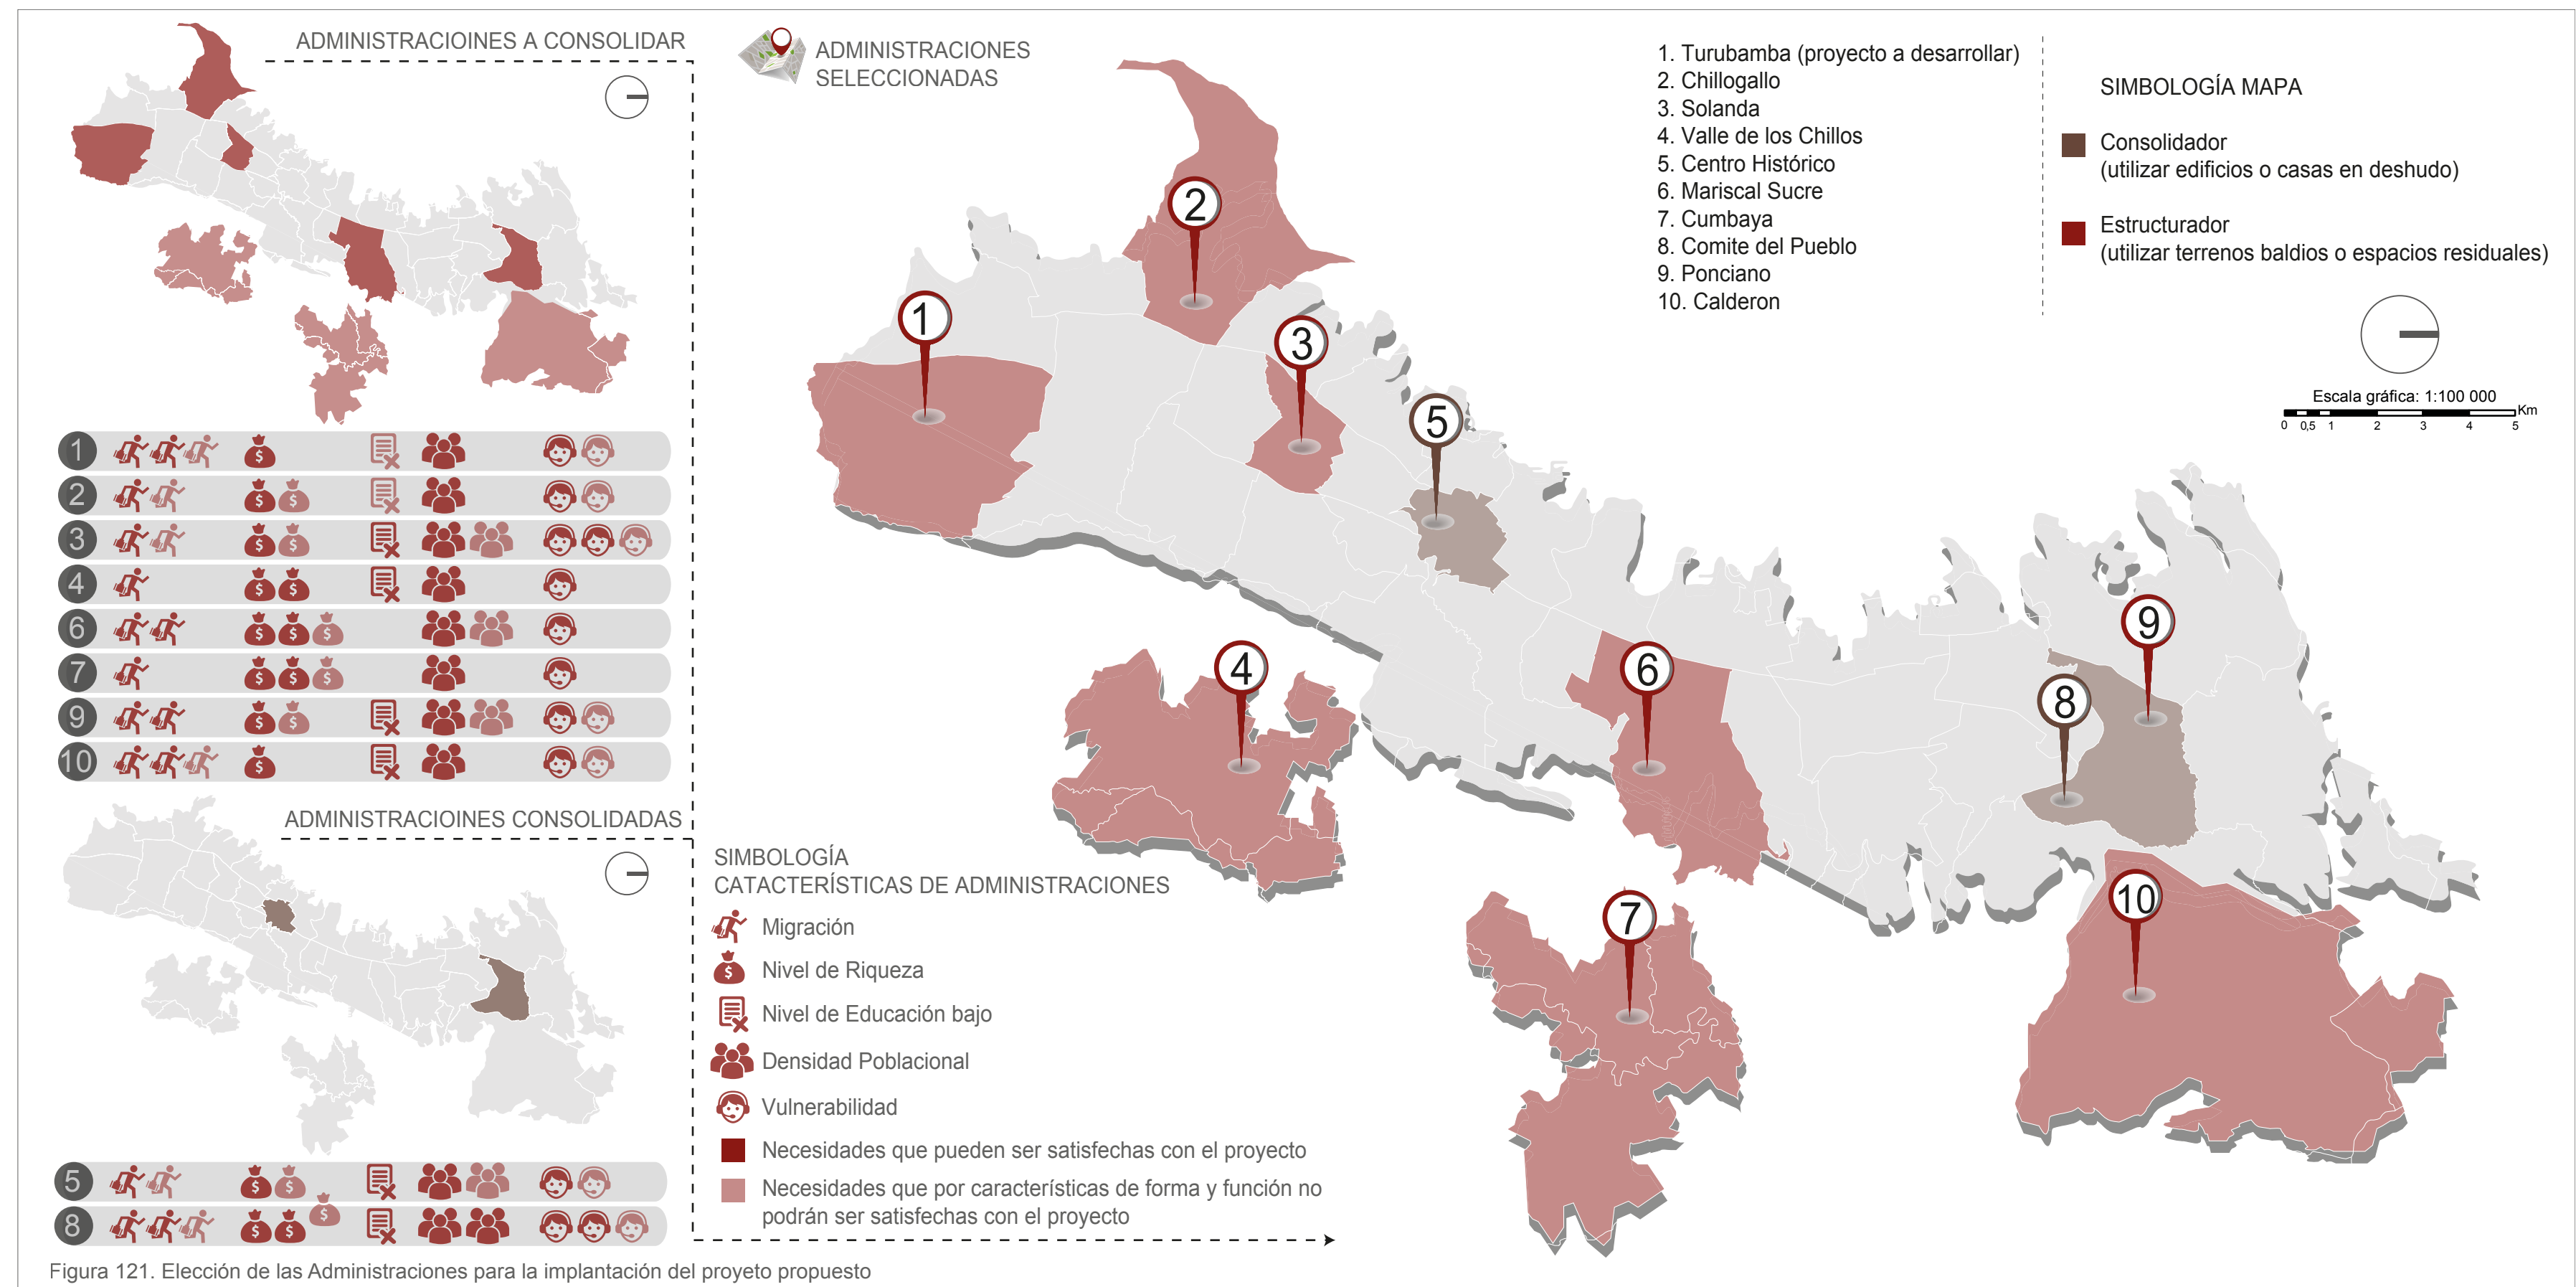 ADMINISTRACIOINES A CONSOLIDAR
1
2
3
4
6
7
9
10
ADMINISTRACIOINES CONSOLIDADAS
5
8
ADMINISTRACIONES
SELECCIONADAS
1. Turubamba (proyecto a desarrollar)
2. Chillogallo
3. Solanda
4. Valle de los Chillos
5. Centro Histórico
6. Mariscal Sucre
7. Cumbaya
8. Comite del Pueblo
9. Ponciano
10. Calderon
SIMBOLOGÍA MAPA
Consolidador
(utilizar edificios o casas en deshudo)
Estructurador
(utilizar terrenos baldios o espacios residuales)
Escala gráfica: 1:100 000
Km
0 0,5 1 2 3 4 5
1
2
3
4
5
6
7
8
9
10
SIMBOLOGÍA
CATACTERÍSTICAS DE ADMINISTRACIONES
Migración
Nivel de Riqueza
Nivel de Educación bajo
Densidad Poblacional
Vulnerabilidad
Necesidades que pueden ser satisfechas con el proyecto
Necesidades que por características de forma y función no
podrán ser satisfechas con el proyecto
Figura 121. Elección de las Administraciones para la implantación del proyeto propuesto